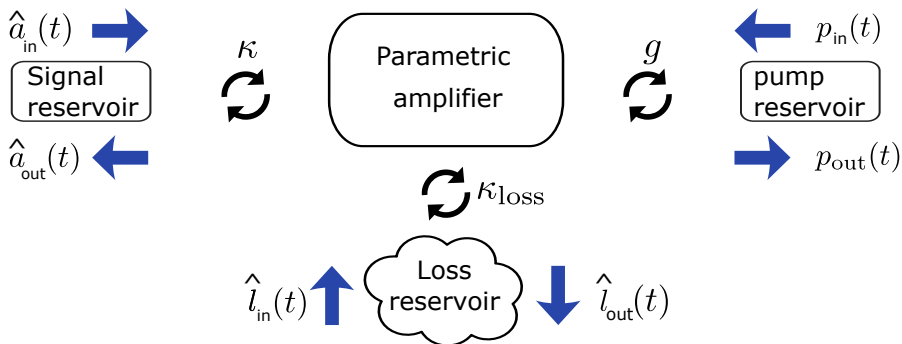 â_in(t)
κ
Parametric
amplifier
g
p_in(t)
Signal
reservoir
pump
reservoir
â_out(t)
p_out(t)
κ_loss
l̂_in(t)
Loss
reservoir
l̂_out(t)